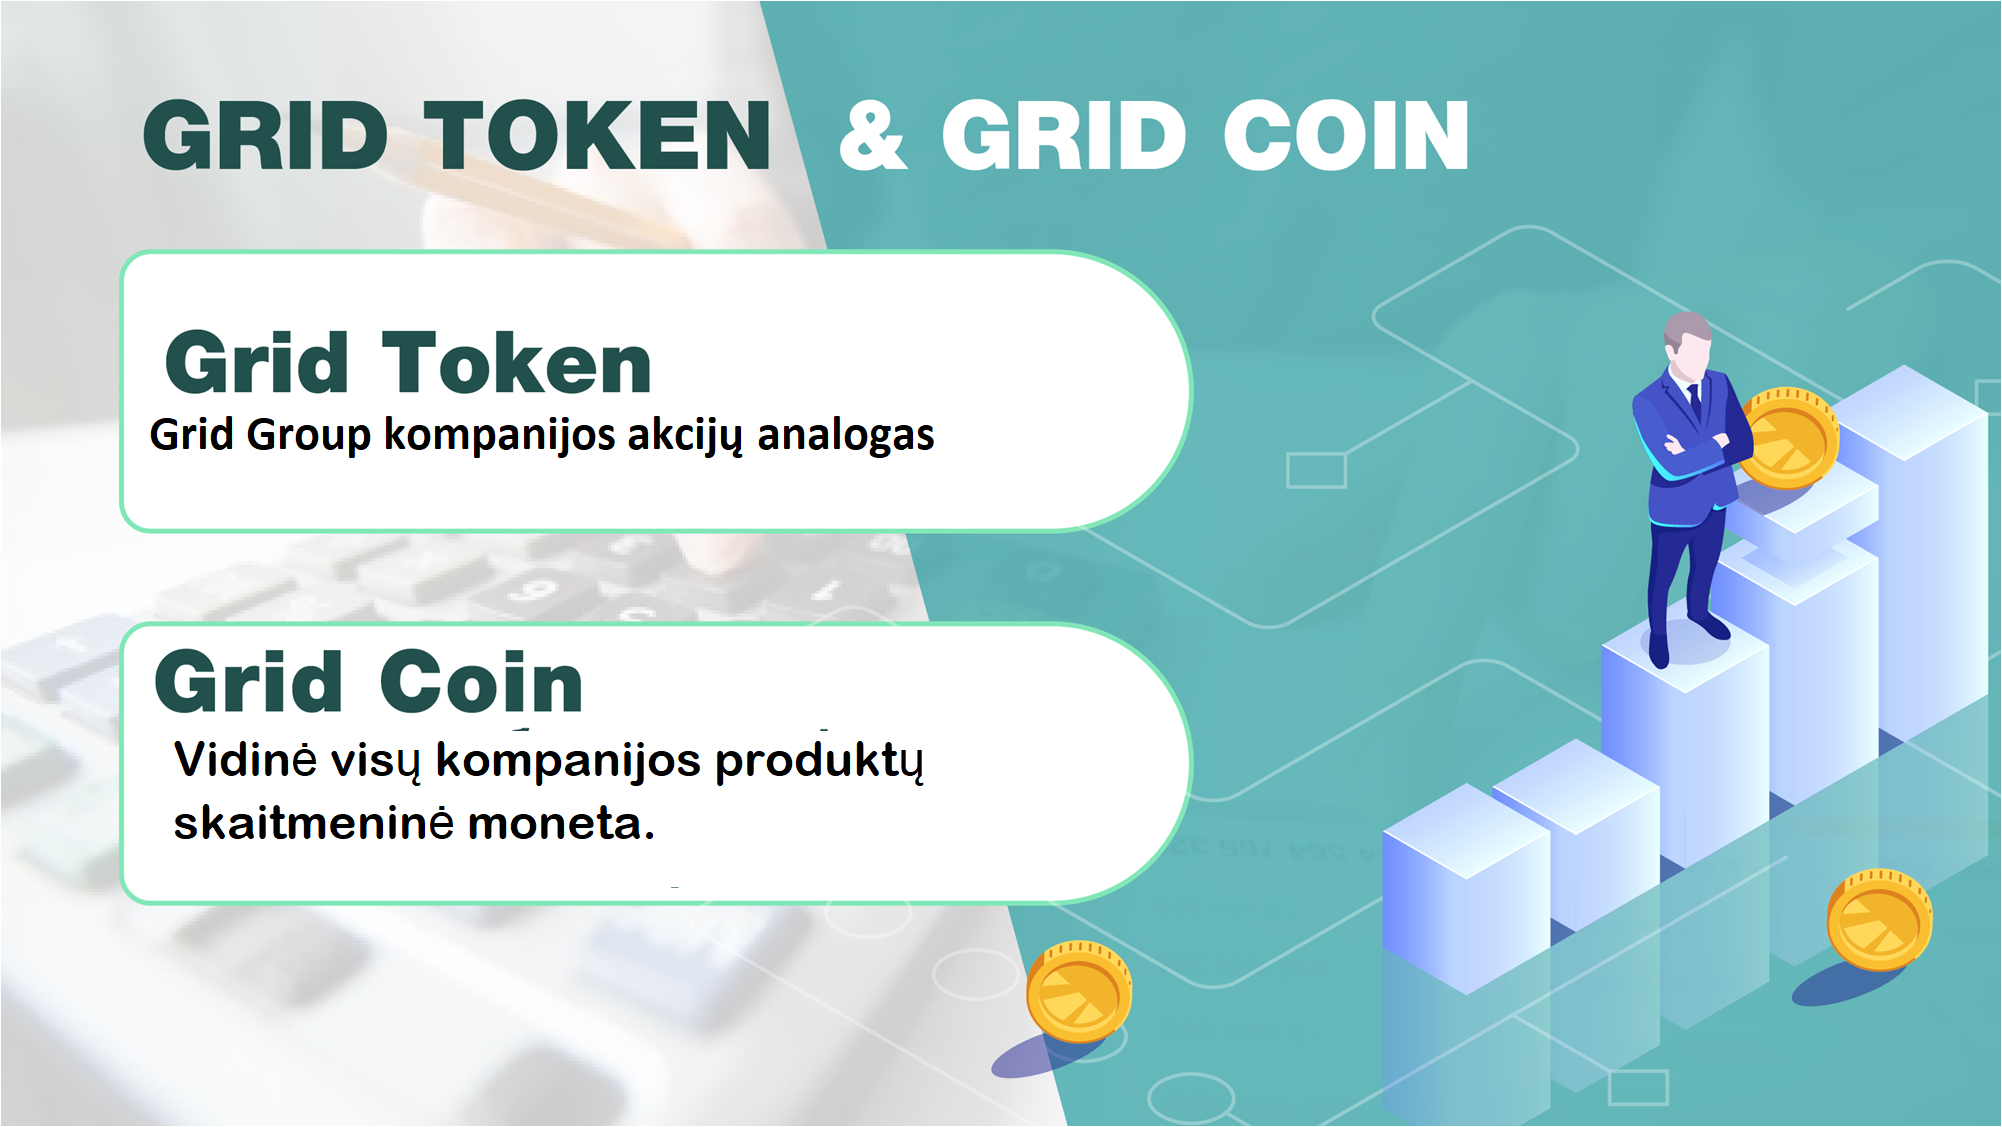 GRID TOKEN & GRID COIN
Grid Token
Grid Group kompanijos akcijų analogas
Grid Coin
Vidinė visų kompanijos produktų
skaitmeninė moneta.